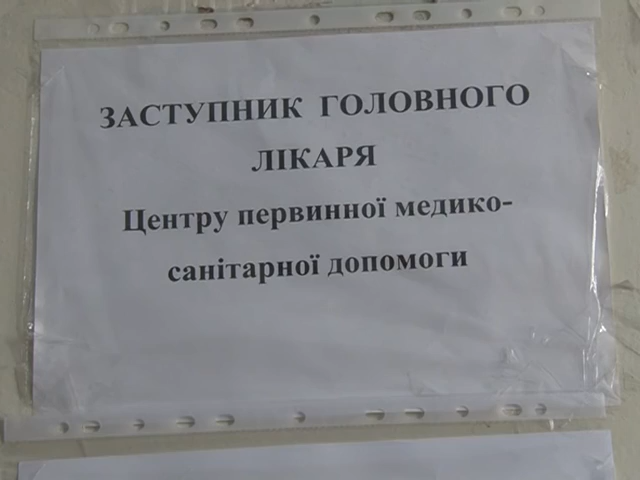 ЗАСТУПНИК ГОЛОВНОГО
ЛІКАРЯ
Центру первинної медико-
санітарної допомоги